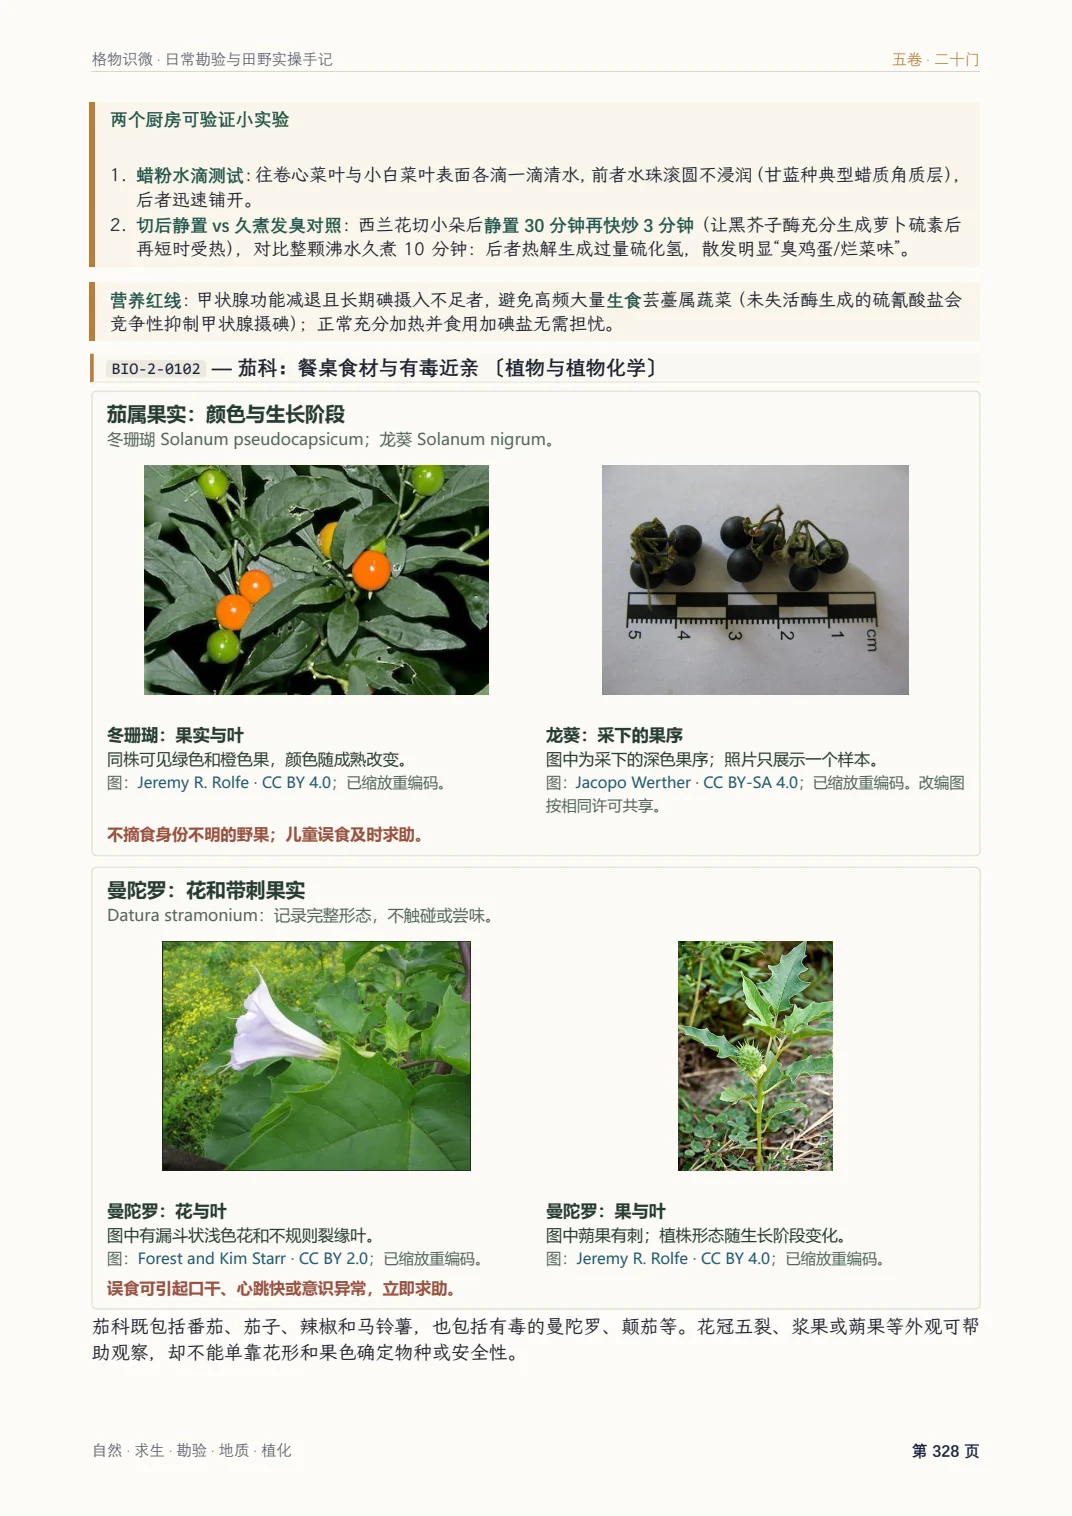 格物识微 · 日常勘验与田野实操手记
五卷 · 二十门
两个厨房可验证小实验
1. 蜡粉水滴测试：往卷心菜叶与小白菜叶表面各滴一滴清水，前者水珠滚圆不浸润（甘蓝种典型蜡质角质层），
后者迅速铺开。
2. 切后静置 vs 久煮发臭对照：西兰花切小朵后静置 30 分钟再快炒 3 分钟（让黑芥子酶充分生成萝卜硫素后
再短时受热），对比整颗沸水久煮 10 分钟：后者热解生成过量硫化氢，散发明显“臭鸡蛋/烂菜味”。
营养红线：甲状腺功能减退且长期碘摄入不足者，避免高频大量生食芸薹属蔬菜（未失活酶生成的硫氰酸盐会
竞争性抑制甲状腺摄碘）；正常充分加热并食用加碘盐无需担忧。
BIO-2-0102 — 茄科：餐桌食材与有毒近亲 〔植物与植物化学〕
茄属果实：颜色与生长阶段
冬珊瑚 Solanum pseudocapsicum；龙葵 Solanum nigrum。
5 4 3 2 1 cm
冬珊瑚：果实与叶
同株可见绿色和橙色果，颜色随成熟改变。
图：Jeremy R. Rolfe · CC BY 4.0；已缩放重编码。
龙葵：采下的果序
图中为采下的深色果序；照片只展示一个样本。
图：Jacopo Werther · CC BY-SA 4.0；已缩放重编码。改编图
按相同许可共享。
不摘食身份不明的野果；儿童误食及时求助。
曼陀罗：花和带刺果实
Datura stramonium：记录完整形态，不触碰或尝味。
曼陀罗：花与叶
图中有漏斗状浅色花和不规则裂缘叶。
图：Forest and Kim Starr · CC BY 2.0；已缩放重编码。
曼陀罗：果与叶
图中蒴果有刺；植株形态随生长阶段变化。
图：Jeremy R. Rolfe · CC BY 4.0；已缩放重编码。
误食可引起口干、心跳快或意识异常，立即求助。
茄科既包括番茄、茄子、辣椒和马铃薯，也包括有毒的曼陀罗、颠茄等。花冠五裂、浆果或蒴果等外观可帮
助观察，却不能单靠花形和果色确定物种或安全性。
自然 · 求生 · 勘验 · 地质 · 植化
第 328 页